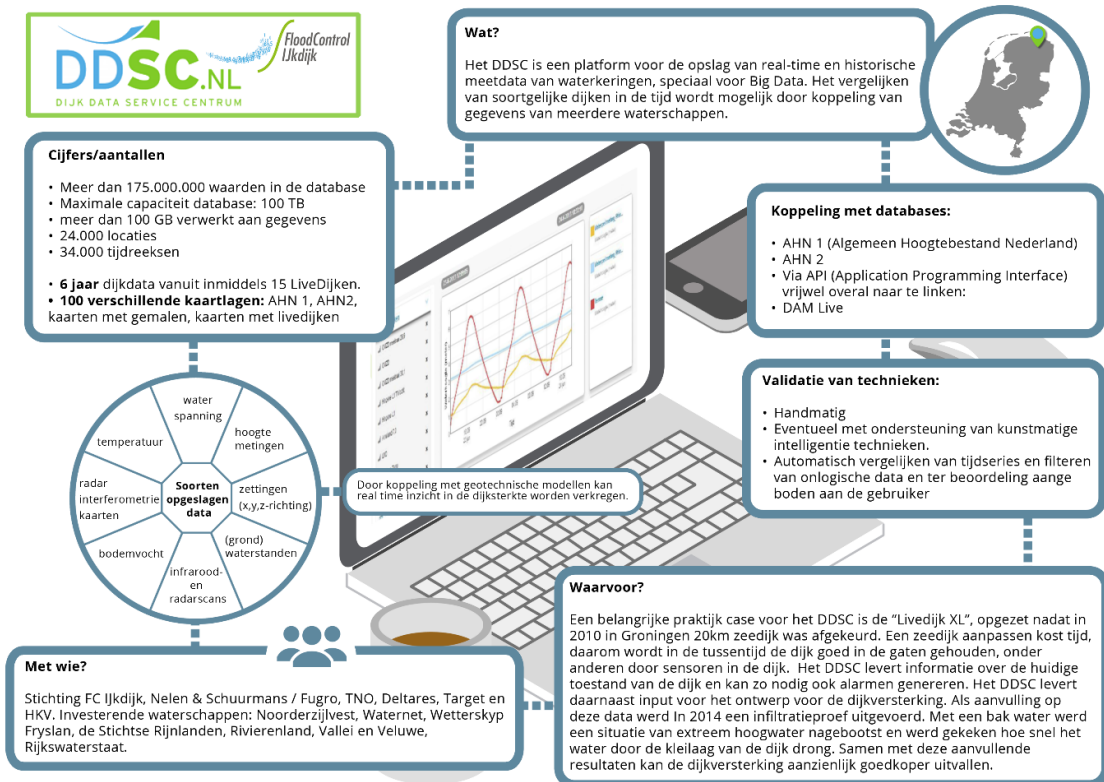 DDSC.NL
DIJK DATA SERVICE CENTRUM
FloodControl
IJkdijk
Wat?
Het DDSC is een platform voor de opslag van real-time en historische
meetdata van waterkeringen, speciaal voor Big Data. Het vergelijken
van soortgelijke dijken in de tijd wordt mogelijk door koppeling van
gegevens van meerdere waterschappen.
Cijfers/aantallen
• Meer dan 175.000.000 waarden in de database
• Maximale capaciteit database: 100 TB
• meer dan 100 GB verwerkt aan gegevens
• 24.000 locaties
• 34.000 tijdreeksen
• 6 jaar dijkdata vanuit inmiddels 15 LiveDijken.
• 100 verschillende kaartlagen: AHN 1, AHN2,
kaarten met gemalen, kaarten met livedijken
Koppeling met databases:
• AHN 1 (Algemeen Hoogtebestand Nederland)
• AHN 2
• Via API (Application Programming Interface)
vrijwel overal naar te linken:
• DAM Live
Validatie van technieken:
• Handmatig
• Eventueel met ondersteuning van kunstmatige
intelligentie technieken.
• Automatisch vergelijken van tijdseries en filteren
van onlogische data en ter beoordeling aange
boden aan de gebruiker
Soorten
opgeslagen
data
water
spanning
hoogte
metingen
zettingen
(x,y,z-richting)
(grond)
waterstanden
infrarood-
en
radarscans
bodemvocht
radar
interferometrie
kaarten
temperatuur
Door koppeling met geotechnische modellen kan
real time inzicht in de dijksterkte worden verkregen.
Waarvoor?
Een belangrijke praktijk case voor het DDSC is de “Livedijk XL”, opgezet nadat in
2010 in Groningen 20km zeedijk was afgekeurd. Een zeedijk aanpassen kost tijd,
daarom wordt in de tussentijd de dijk goed in de gaten gehouden, onder
anderen door sensoren in de dijk. Het DDSC levert informatie over de huidige
toestand van de dijk en kan zo nodig ook alarmen genereren. Het DDSC levert
daarnaast input voor het ontwerp voor de dijkversterking. Als aanvulling op
deze data werd In 2014 een infiltratieproef uitgevoerd. Met een bak water werd
een situatie van extreem hoogwater nagebootst en werd gekeken hoe snel het
water door de kleilaag van de dijk drong. Samen met deze aanvullende
resultaten kan de dijkversterking aanzienlijk goedkoper uitvallen.
Met wie?
Stichting FC IJkdijk, Nelen & Schuurmans / Fugro, TNO, Deltares, Target en
HKV. Investerende waterschappen: Noorderzijlvest, Waternet, Wetterskyp
Fryslan, de Stichtse Rijnlanden, Rivierenland, Vallei en Veluwe,
Rijkswaterstaat.